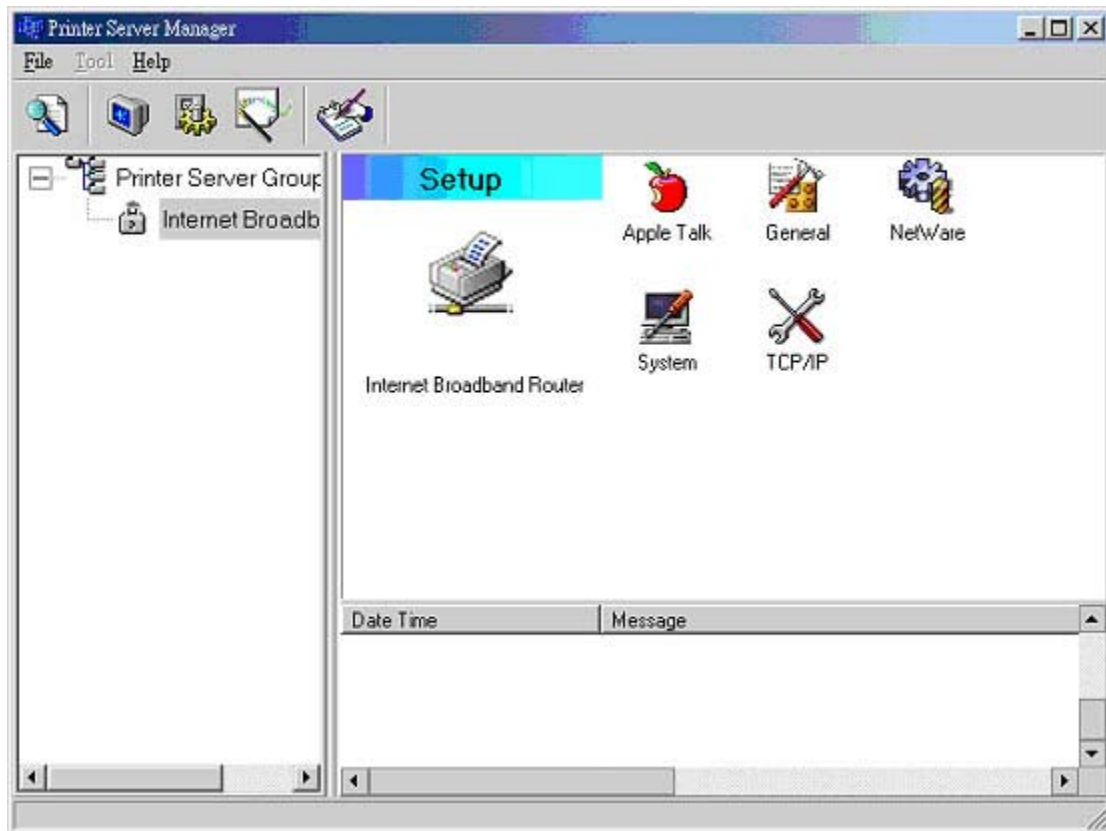 Printer Server Manager
File Tool Help
Printer Server Group
Internet Broadb
Setup
Internet Broadband Router
Apple Talk
General
NetWare
System
TCP/IP
Date Time
Message